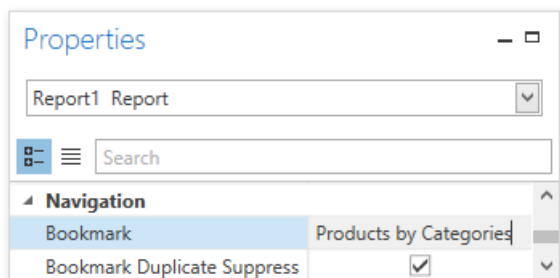 Properties
Report1 Report
Search
Navigation
Bookmark Products by Categories
Bookmark Duplicate Suppress